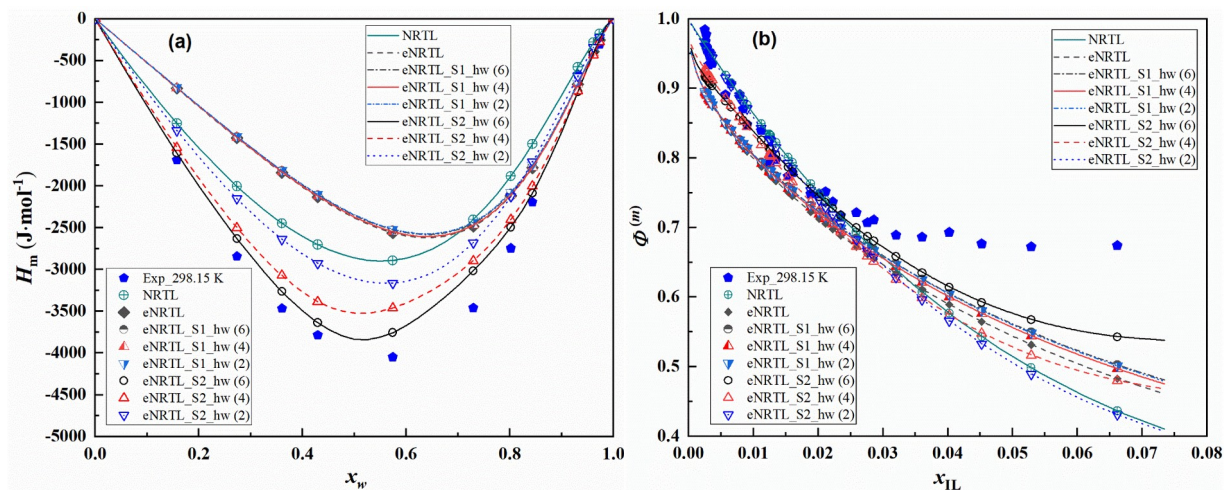 (a)
NRTL
eNRTL
eNRTL_S1_hw (6)
eNRTL_S1_hw (4)
eNRTL_S1_hw (2)
eNRTL_S2_hw (6)
eNRTL_S2_hw (4)
eNRTL_S2_hw (2)
0
-500
-1000
-1500
-2000
-2500
-3000
-3500
-4000
-4500
-5000
Hm (J·mol-1)
Exp_298.15 K
NRTL
eNRTL
eNRTL_S1_hw (6)
eNRTL_S1_hw (4)
eNRTL_S1_hw (2)
eNRTL_S2_hw (6)
eNRTL_S2_hw (4)
eNRTL_S2_hw (2)
0.0 0.2 0.4 0.6 0.8 1.0
xw
(b)
NRTL
eNRTL
eNRTL_S1_hw (6)
eNRTL_S1_hw (4)
eNRTL_S1_hw (2)
eNRTL_S2_hw (6)
eNRTL_S2_hw (4)
eNRTL_S2_hw (2)
1.0
0.9
0.8
0.7
0.6
0.5
0.4
Φ(m)
Exp_298.15 K
NRTL
eNRTL
eNRTL_S1_hw (6)
eNRTL_S1_hw (4)
eNRTL_S1_hw (2)
eNRTL_S2_hw (6)
eNRTL_S2_hw (4)
eNRTL_S2_hw (2)
0.00 0.01 0.02 0.03 0.04 0.05 0.06 0.07 0.08
xIL